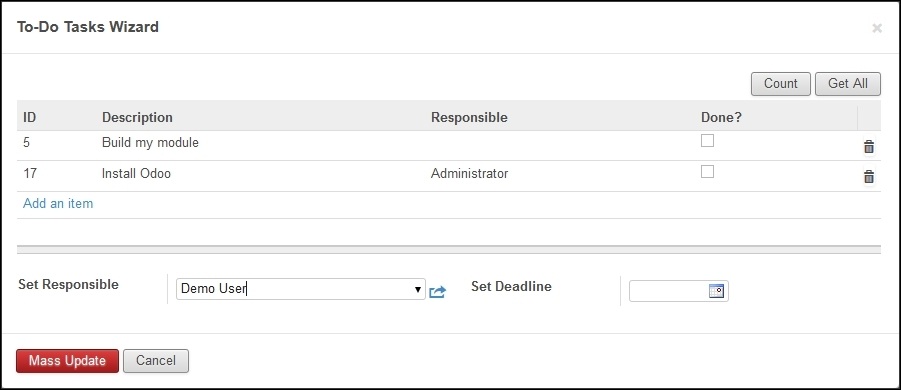 To-Do Tasks Wizard
Count Get All
ID Description Responsible Done?
5 Build my module
17 Install Odoo Administrator
Add an item
Set Responsible Demo User Set Deadline
Mass Update Cancel